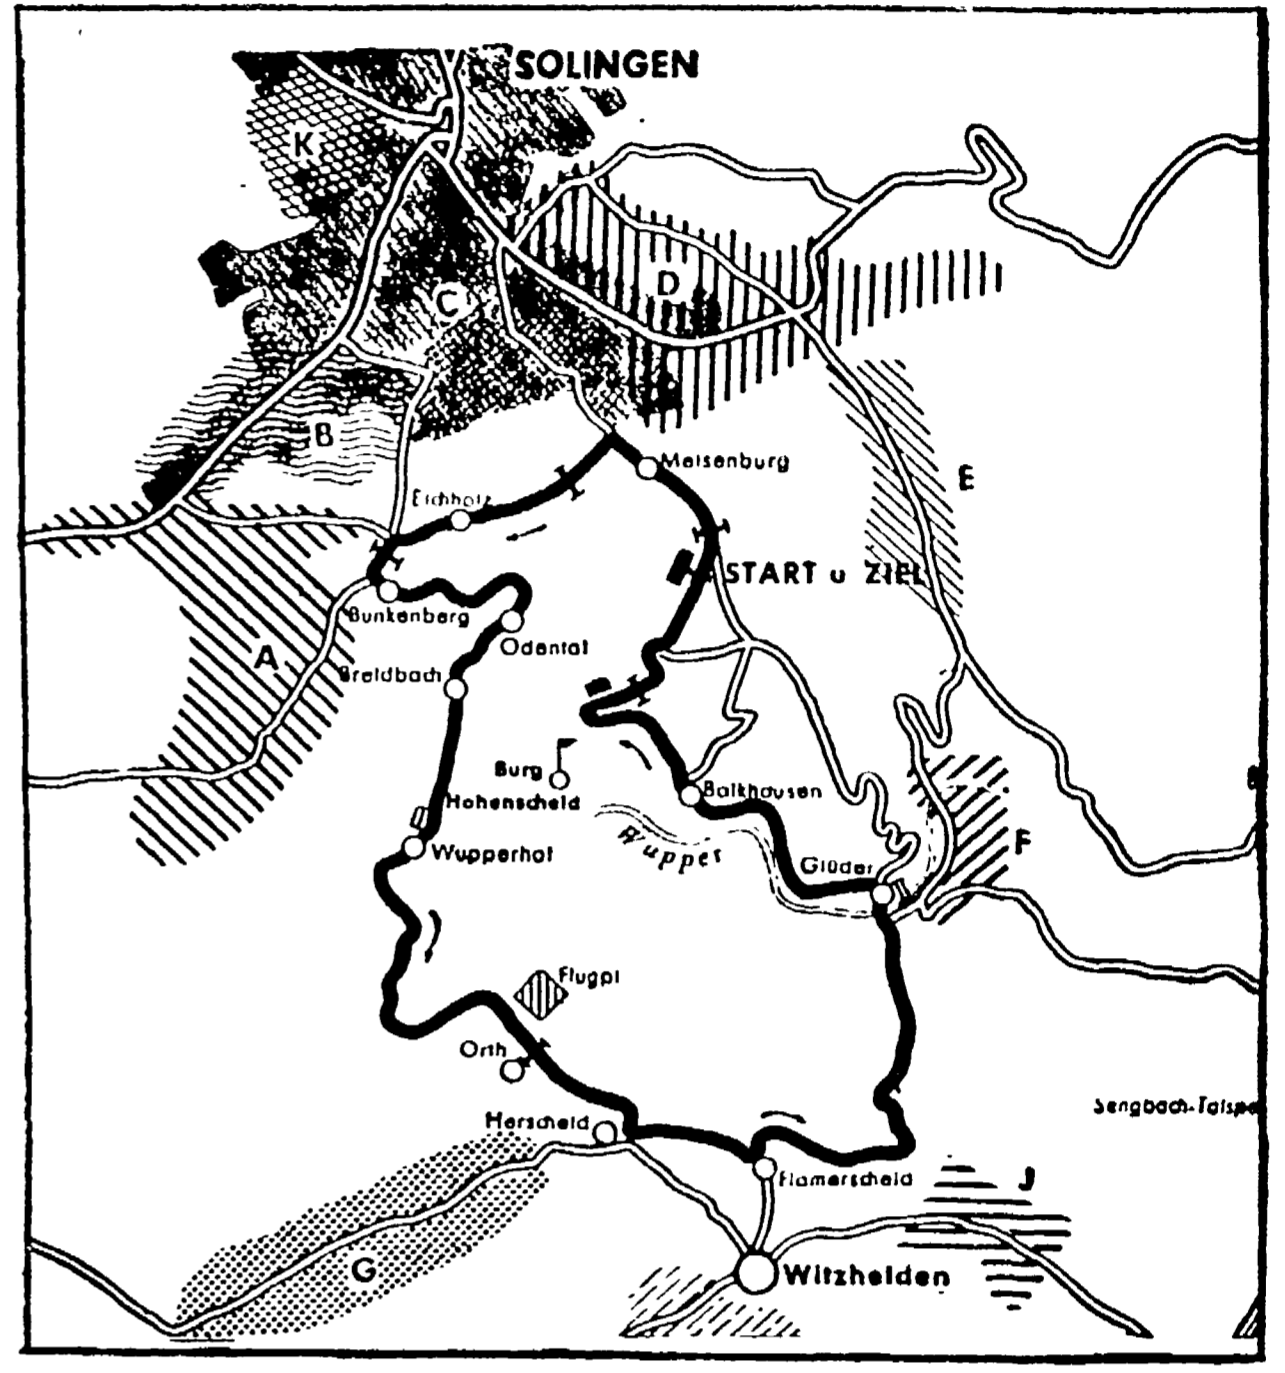 SOLINGEN
K
D
C
B
Meisenburg
E
Eichholz
START u ZIEL
Bunkenberg
Odental
A
Breidbach
Burg
Hohenscheid
Balkhausen
Wupper
Wupperhof
Glüder
F
Flugpl
Orth
Sengbach-Talspe
Herscheid
Flamerscheid
J
G
Witzhelden